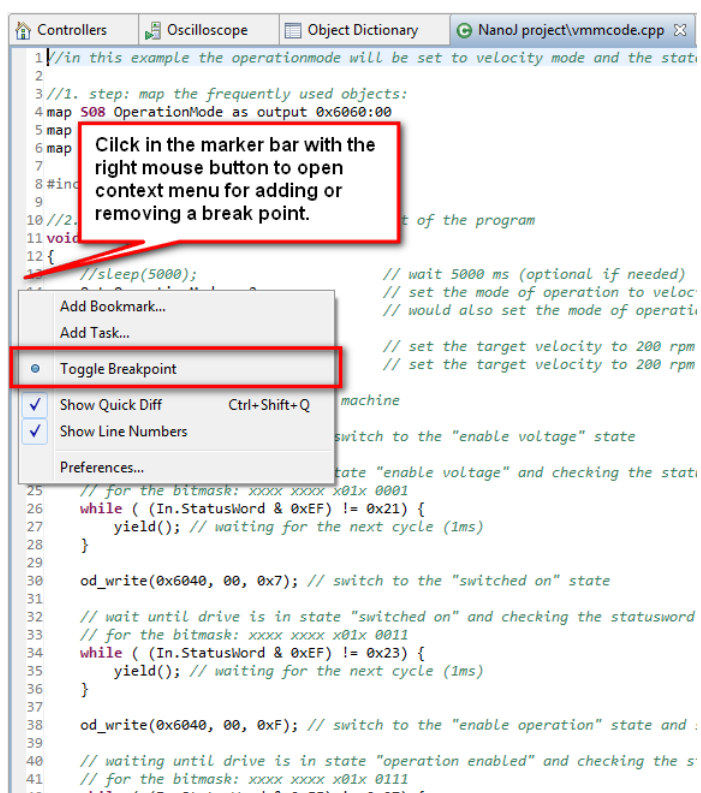 Controllers Oscilloscope Object Dictionary NanoJ project\vmmcode.cpp
1 //in this example the operationmode will be set to velocity mode and the stat
2
3 //1. step: map the frequently used objects:
4 map S08 OperationMode as output 0x6060:00
5 map
6 map
7
8 #inc
9
10 //2. t of the program
11 void
12 {
13 //sleep(5000); // wait 5000 ms (optional if needed)
// set the mode of operation to veloc
// would also set the mode of operatio
// set the target velocity to 200 rpm
// set the target velocity to 200 rpm
machine
switch to the "enable voltage" state
tate "enable voltage" and checking the statu
25 // for the bitmask: xxxx xxxx x01x 0001
26 while ( (In.StatusWord & 0xEF) != 0x21) {
27 yield(); // waiting for the next cycle (1ms)
28 }
29
30 od_write(0x6040, 00, 0x7); // switch to the "switched on" state
31
32 // wait until drive is in state "switched on" and checking the statusword
33 // for the bitmask: xxxx xxxx x01x 0011
34 while ( (In.StatusWord & 0xEF) != 0x23) {
35 yield(); // waiting for the next cycle (1ms)
36 }
37
38 od_write(0x6040, 00, 0xF); // switch to the "enable operation" state and
39
40 // waiting until drive is in state "operation enabled" and checking the s
41 // for the bitmask: xxxx xxxx x01x 0111
Cilck in the marker bar with the
right mouse button to open
context menu for adding or
removing a break point.
Add Bookmark...
Add Task...
Toggle Breakpoint
Show Quick Diff Ctrl+Shift+Q
Show Line Numbers
Preferences...